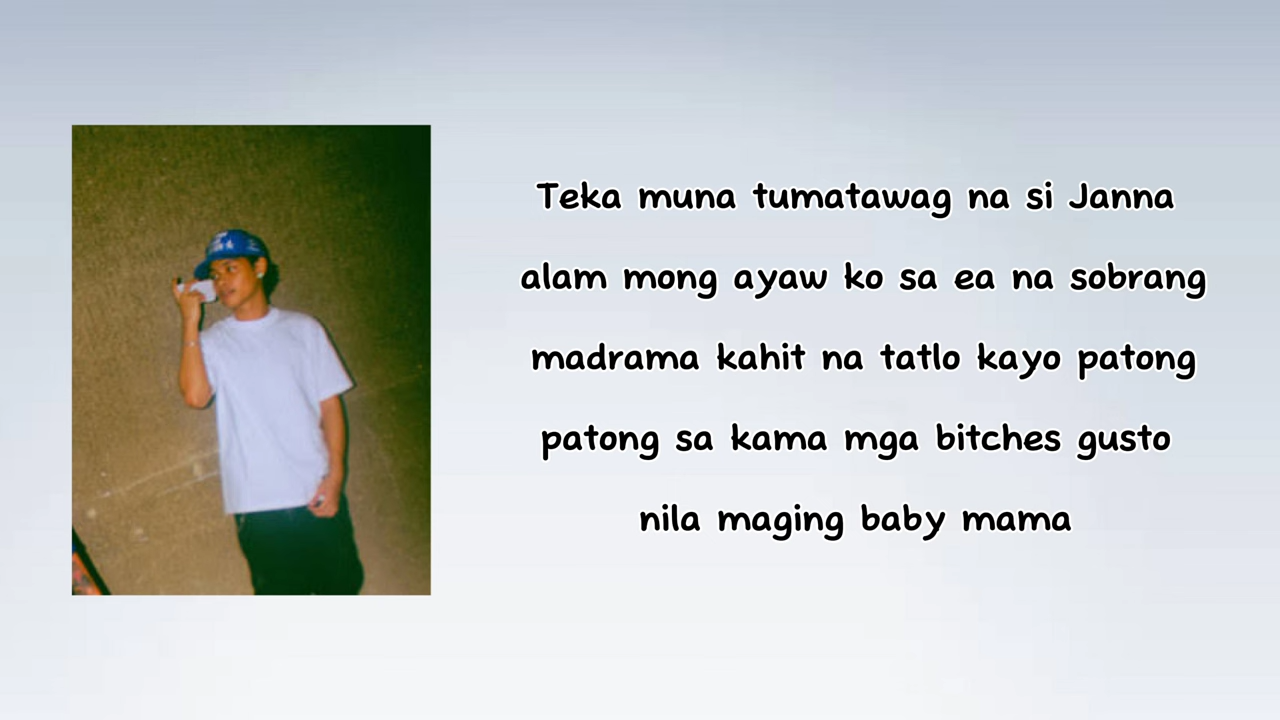 Teka muna tumatawag na si Janna
alam mong ayaw ko sa ea na sobrang
madrama kahit na tatlo kayo patong
patong sa kama mga bitches gusto
nila maging baby mama